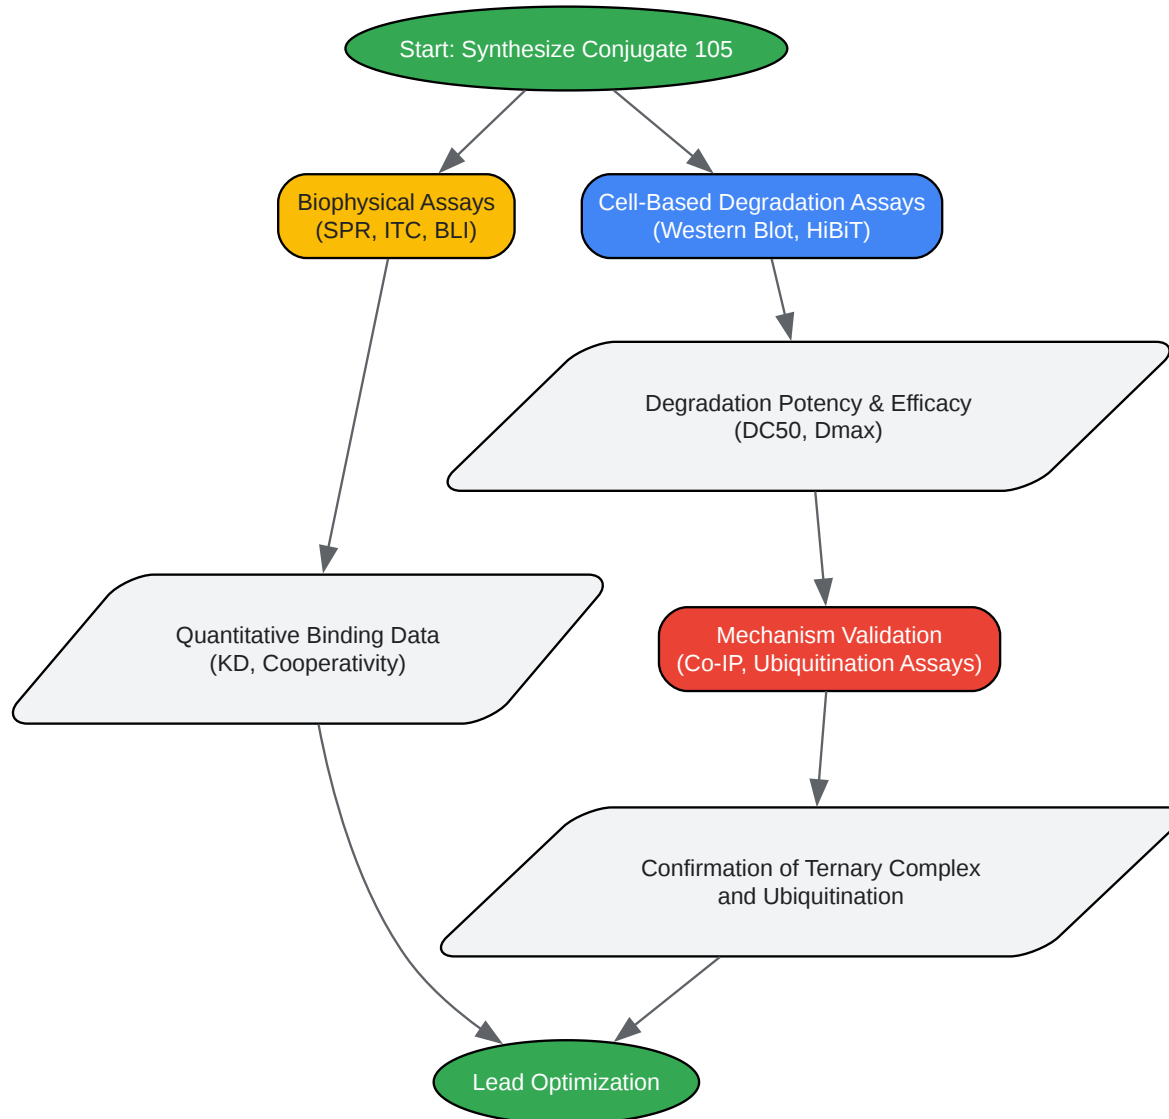 Start: Synthesize Conjugate 105
Biophysical Assays
(SPR, ITC, BLI)
Cell-Based Degradation Assays
(Western Blot, HiBiT)
Degradation Potency & Efficacy
(DC50, Dmax)
Quantitative Binding Data
(KD, Cooperativity)
Mechanism Validation
(Co-IP, Ubiquitination Assays)
Confirmation of Ternary Complex
and Ubiquitination
Lead Optimization